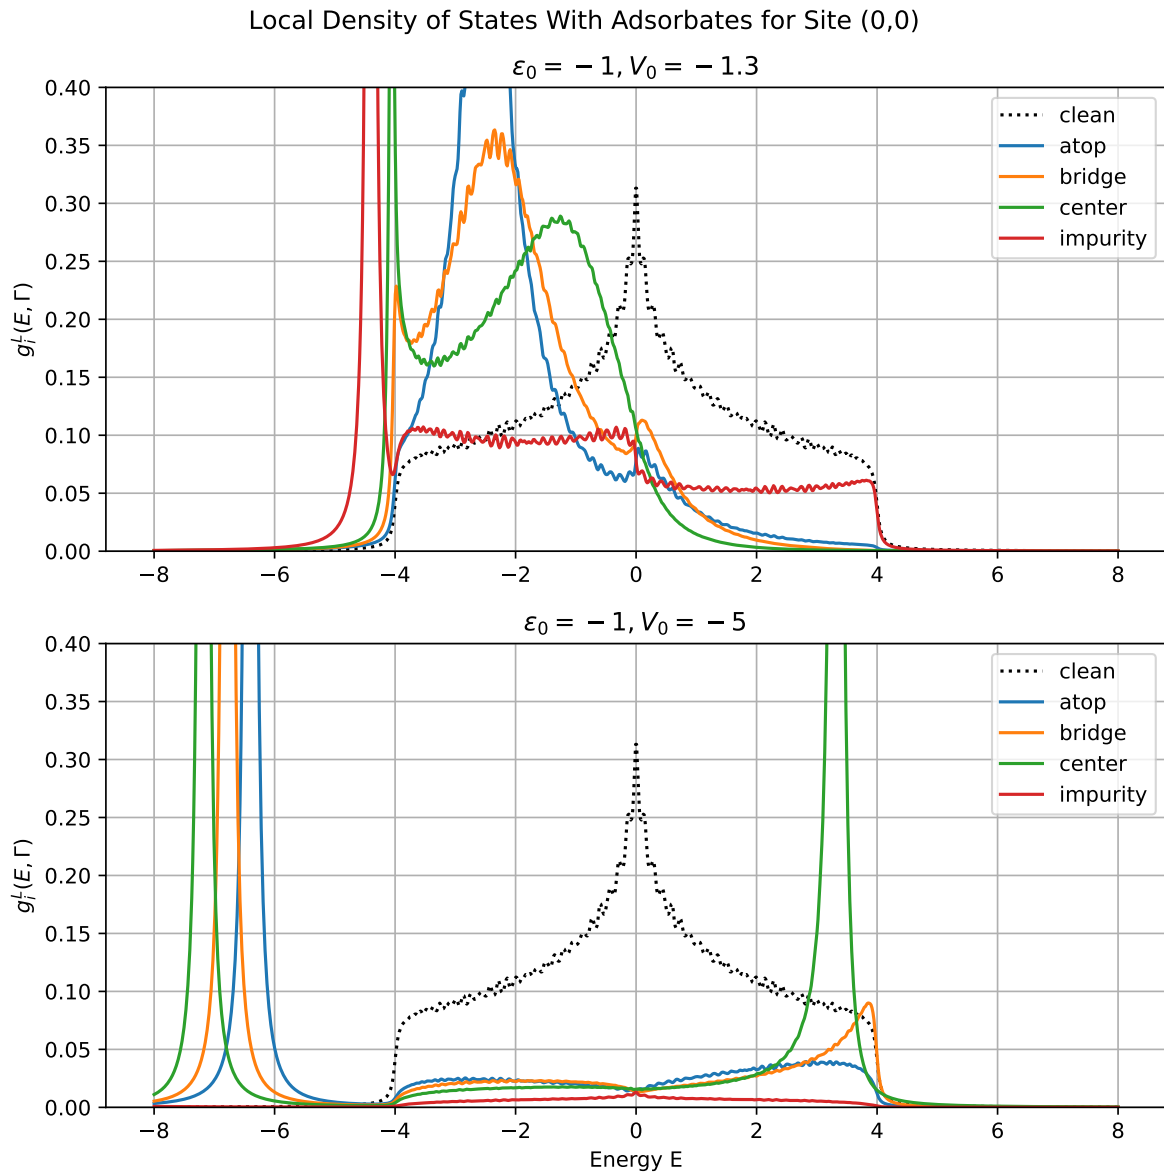 Local Density of States With Adsorbates for Site (0,0)
ε₀ = −1, V₀ = −1.3
g_i^L(E, Γ)
0.40
0.35
0.30
0.25
0.20
0.15
0.10
0.05
0.00
−8 −6 −4 −2 0 2 4 6 8
clean
atop
bridge
center
impurity
ε₀ = −1, V₀ = −5
g_i^L(E, Γ)
0.40
0.35
0.30
0.25
0.20
0.15
0.10
0.05
0.00
−8 −6 −4 −2 0 2 4 6 8
clean
atop
bridge
center
impurity
Energy E